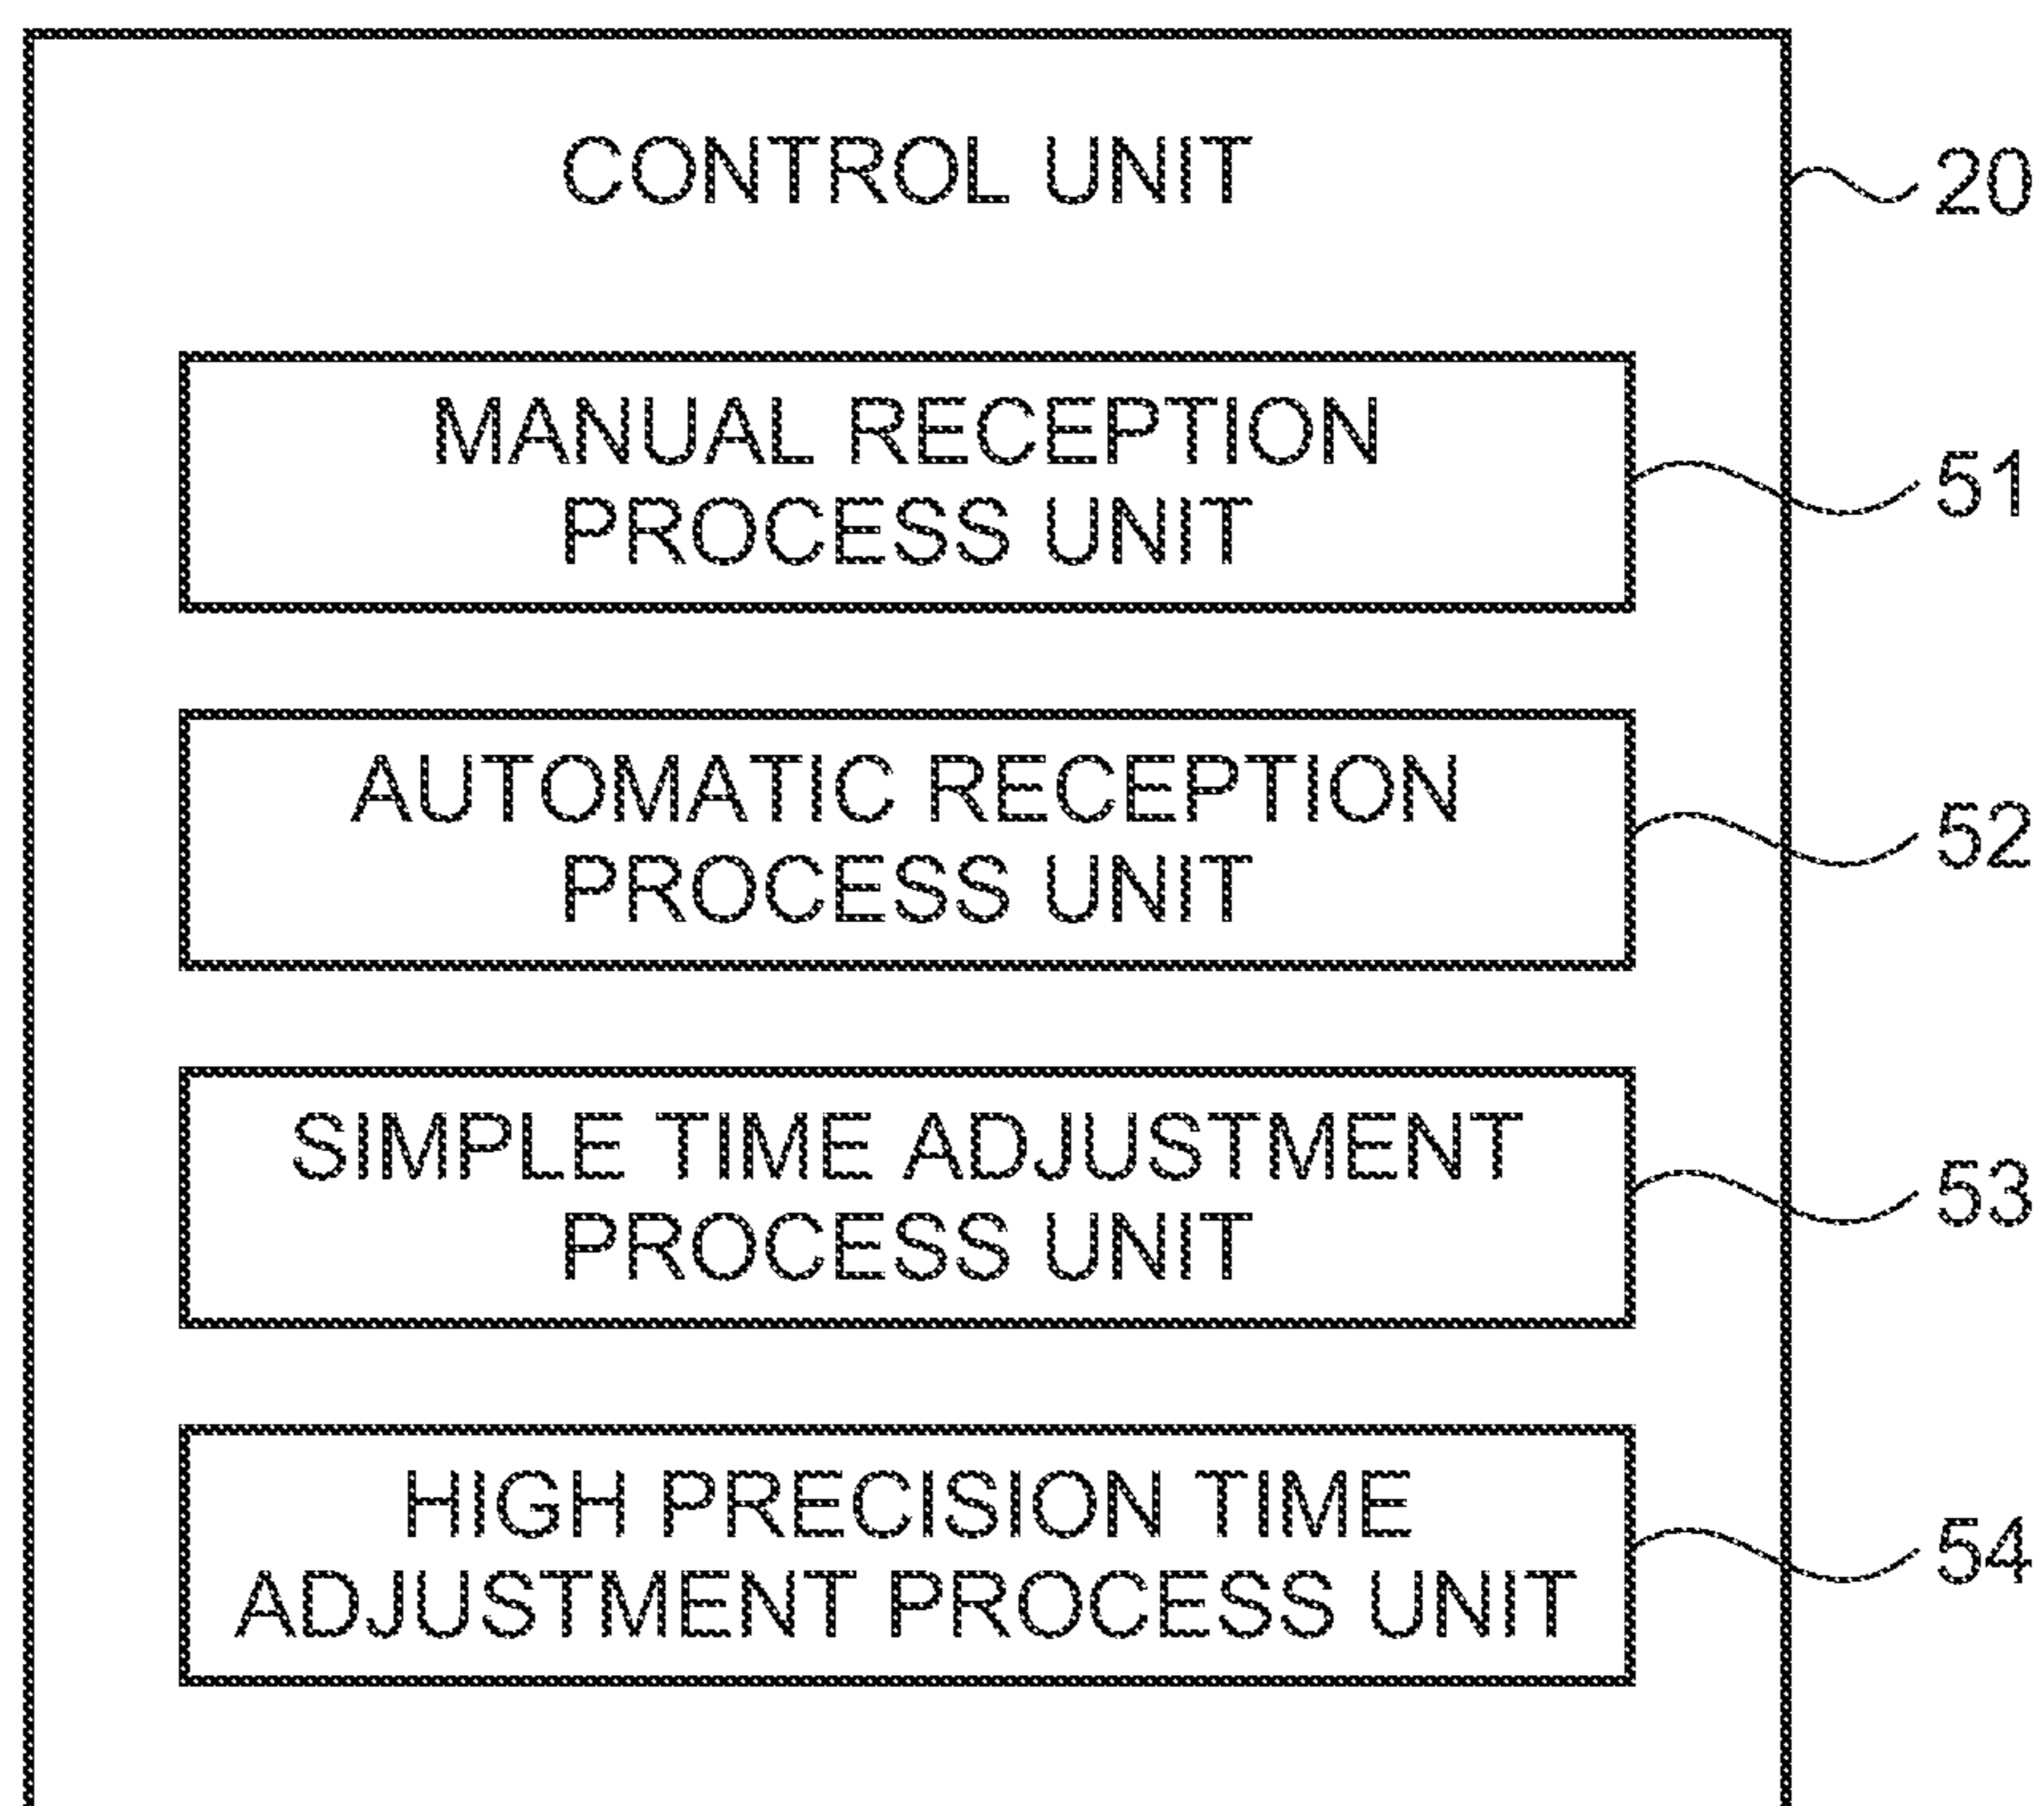 CONTROL UNIT
20
MANUAL RECEPTION
PROCESS UNIT
51
AUTOMATIC RECEPTION
PROCESS UNIT
52
SIMPLE TIME ADJUSTMENT
PROCESS UNIT
53
HIGH PRECISION TIME
ADJUSTMENT PROCESS UNIT
54